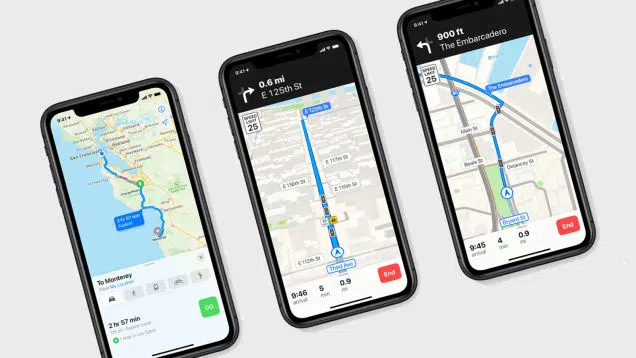 9:41
San Francisco
Oakland
2 hr 57 min
Fastest
To Monterey
From My Location
2 hr 57 min
GO
9:41
0.6 mi
E 125th St
SPEED LIMIT
25
E 125th St
E 117th St
E 116th St
E 115th St
E 112th St
Third Ave
9:46
arrival
5
min
0.9
mi
End
9:41
900 ft
The Embarcadero
SPEED LIMIT
25
The Embarcadero
80
Main St
Beale St
Delancey St
Bryant St
9:45
arrival
4
min
0.9
mi
End